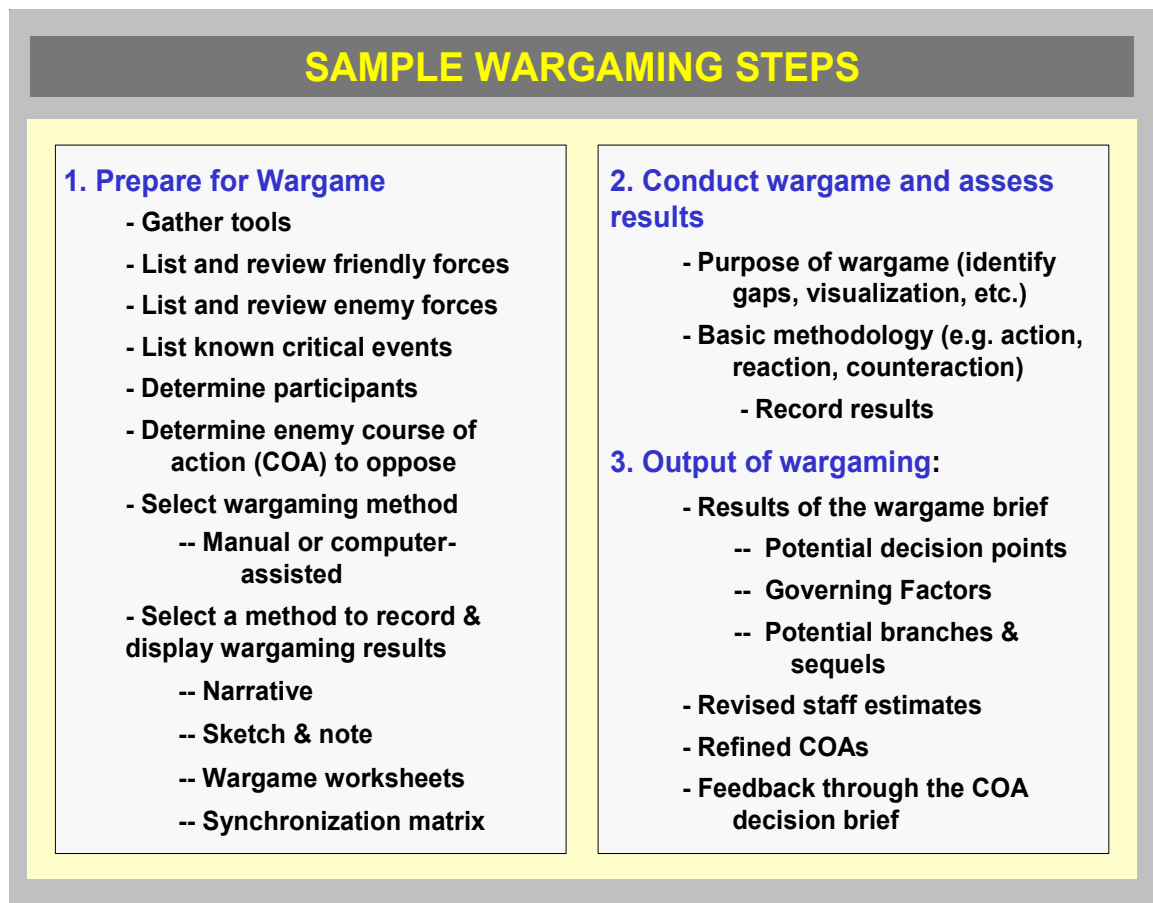 SAMPLE WARGAMING STEPS
1. Prepare for Wargame
- Gather tools
- List and review friendly forces
- List and review enemy forces
- List known critical events
- Determine participants
- Determine enemy course of
action (COA) to oppose
- Select wargaming method
-- Manual or computer-
assisted
- Select a method to record &
display wargaming results
-- Narrative
-- Sketch & note
-- Wargame worksheets
-- Synchronization matrix
2. Conduct wargame and assess
results
- Purpose of wargame (identify
gaps, visualization, etc.)
- Basic methodology (e.g. action,
reaction, counteraction)
- Record results
3. Output of wargaming:
- Results of the wargame brief
-- Potential decision points
-- Governing Factors
-- Potential branches &
sequels
- Revised staff estimates
- Refined COAs
- Feedback through the COA
decision brief